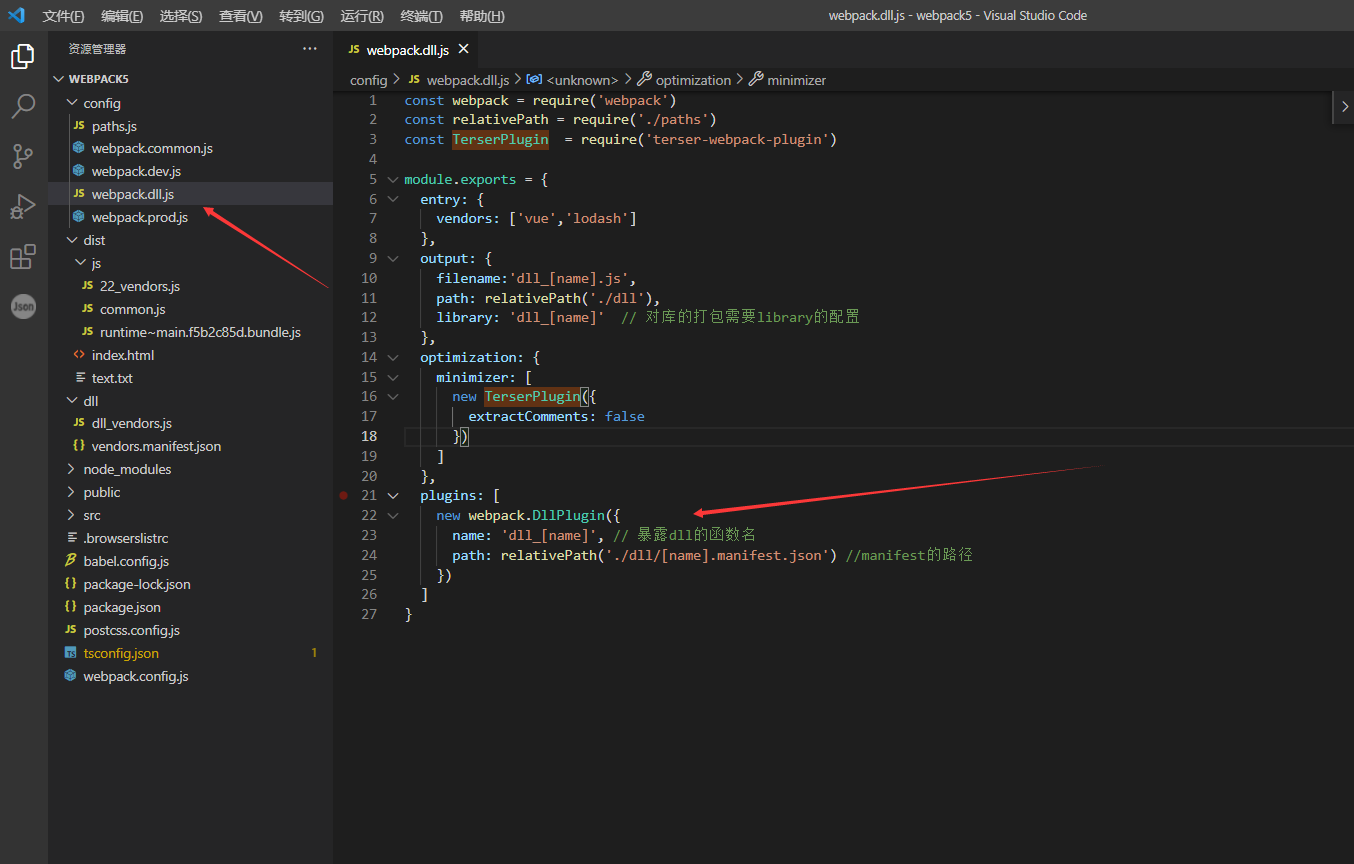 文件(F) 编辑(E) 选择(S) 查看(V) 转到(G) 运行(R) 终端(T) 帮助(H) webpack.dll.js - webpack5 - Visual Studio Code
资源管理器 ···
WEBPACK5
config
JS paths.js
webpack.common.js
webpack.dev.js
JS webpack.dll.js
webpack.prod.js
dist
js
JS 22_vendors.js
JS common.js
JS runtime~main.f5b2c85d.bundle.js
<> index.html
text.txt
dll
JS dll_vendors.js
{} vendors.manifest.json
node_modules
public
src
.browserslistrc
babel.config.js
{} package-lock.json
{} package.json
JS postcss.config.js
TS tsconfig.json 1
webpack.config.js
Json
JS webpack.dll.js ×
config > JS webpack.dll.js > <unknown> > optimization > minimizer
1 const webpack = require('webpack')
2 const relativePath = require('./paths')
3 const TerserPlugin  = require('terser-webpack-plugin')
4
5 module.exports = {
6   entry: {
7     vendors: ['vue','lodash']
8   },
9   output: {
10     filename:'dll_[name].js',
11     path: relativePath('./dll'),
12     library: 'dll_[name]'  // 对库的打包需要library的配置
13   },
14   optimization: {
15     minimizer: [
16       new TerserPlugin({
17         extractComments: false
18       })
19     ]
20   },
21   plugins: [
22     new webpack.DllPlugin({
23       name: 'dll_[name]', // 暴露dll的函数名
24       path: relativePath('./dll/[name].manifest.json') //manifest的路径
25     })
26   ]
27 }